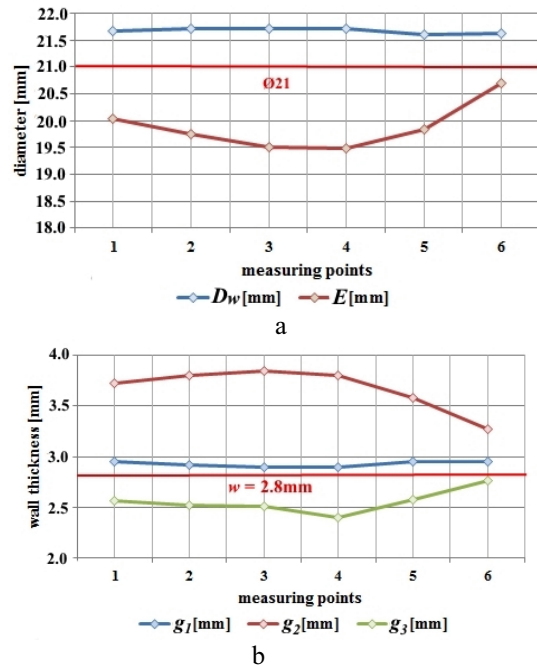 22.0
21.5
21.0
20.5
20.0
19.5
19.0
18.5
18.0
diameter [mm]
Ø21
1 2 3 4 5 6
measuring points
Dw [mm] E [mm]
a
4.0
3.5
3.0
2.5
2.0
wall thickness [mm]
w = 2.8mm
1 2 3 4 5 6
measuring points
g1 [mm] g2 [mm] g3 [mm]
b